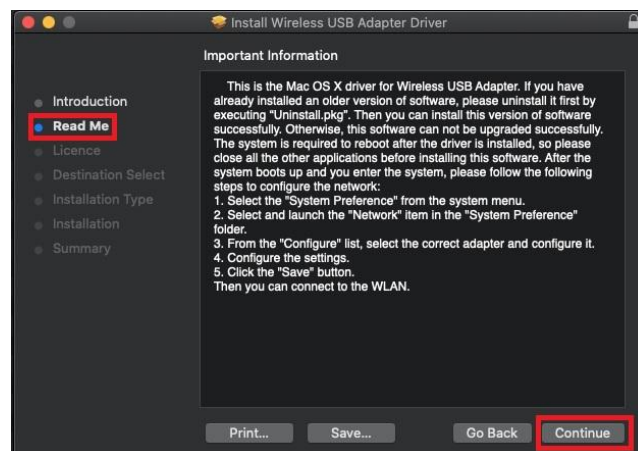 Install Wireless USB Adapter Driver
Important Information
Introduction
Read Me
Licence
Destination Select
Installation Type
Installation
Summary
This is the Mac OS X driver for Wireless USB Adapter. If you have
already installed an older version of software, please uninstall it first by
executing "Uninstall.pkg". Then you can install this version of software
successfully. Otherwise, this software can not be upgraded successfully.
The system is required to reboot after the driver is installed, so please
close all the other applications before installing this software. After the
system boots up and you enter the system, please follow the following
steps to configure the network:
1. Select the "System Preference" from the system menu.
2. Select and launch the "Network" item in the "System Preference"
folder.
3. From the "Configure" list, select the correct adapter and configure it.
4. Configure the settings.
5. Click the "Save" button.
Then you can connect to the WLAN.
Print...
Save...
Go Back
Continue